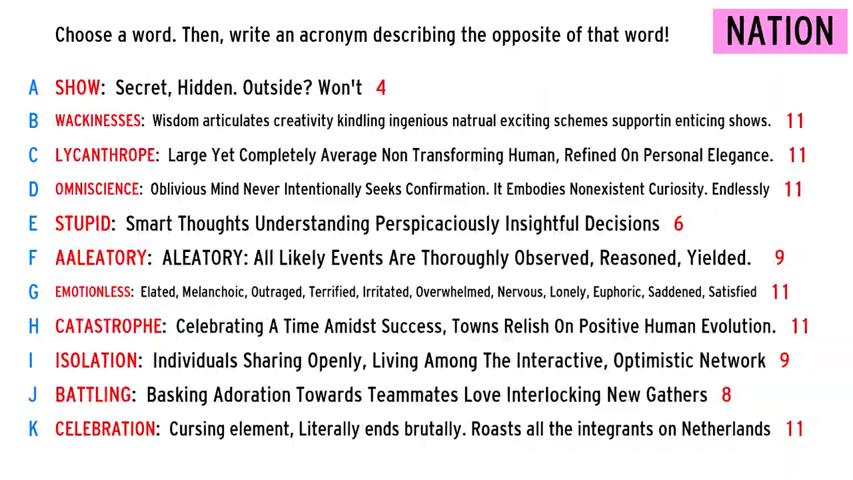 Choose a word. Then, write an acronym describing the opposite of that word!
NATION
A SHOW: Secret, Hidden. Outside? Won't 4
B WACKINESSES: Wisdom articulates creativity kindling ingenious natrual exciting schemes supportin enticing shows. 11
C LYCANTHROPE: Large Yet Completely Average Non Transforming Human, Refined On Personal Elegance. 11
D OMNISCIENCE: Oblivious Mind Never Intentionally Seeks Confirmation. It Embodies Nonexistent Curiosity. Endlessly 11
E STUPID: Smart Thoughts Understanding Perspicaciously Insightful Decisions 6
F AALEATORY: ALEATORY: All Likely Events Are Thoroughly Observed, Reasoned, Yielded. 9
G EMOTIONLESS: Elated, Melanchoic, Outraged, Terrified, Irritated, Overwhelmed, Nervous, Lonely, Euphoric, Saddened, Satisfied 11
H CATASTROPHE: Celebrating A Time Amidst Success, Towns Relish On Positive Human Evolution. 11
I ISOLATION: Individuals Sharing Openly, Living Among The Interactive, Optimistic Network 9
J BATTLING: Basking Adoration Towards Teammates Love Interlocking New Gathers 8
K CELEBRATION: Cursing element, Literally ends brutally. Roasts all the integrants on Netherlands 11